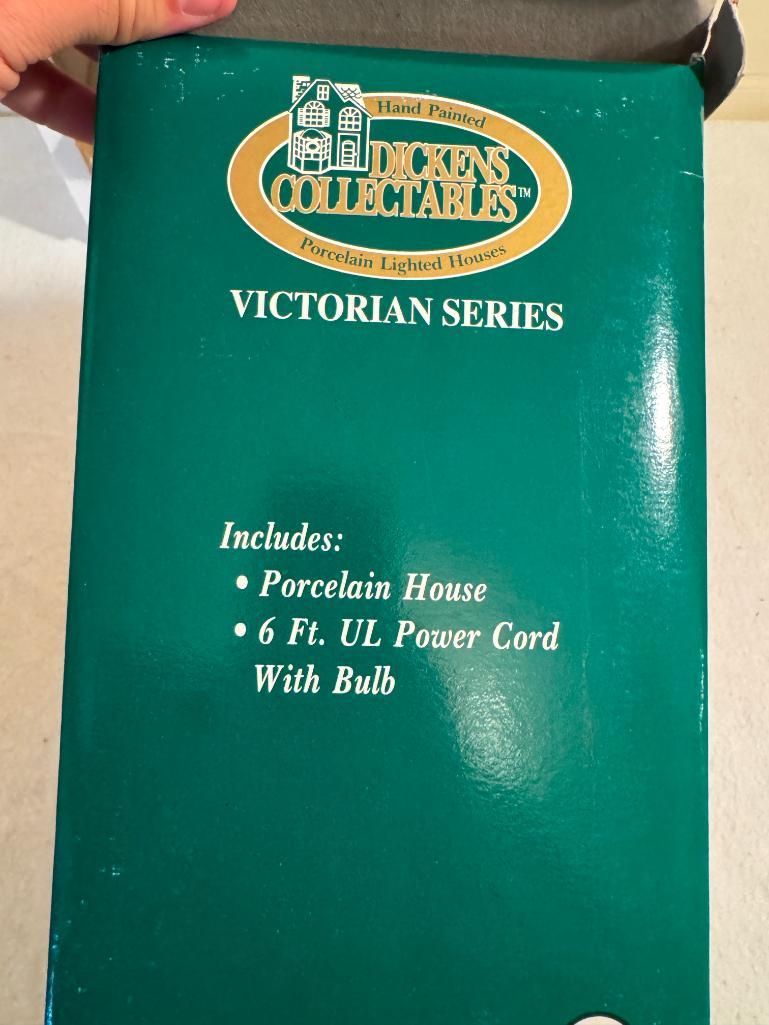 Hand Painted
DICKENS
COLLECTABLES™
Porcelain Lighted Houses
VICTORIAN SERIES
Includes:
• Porcelain House
• 6 Ft. UL Power Cord
With Bulb